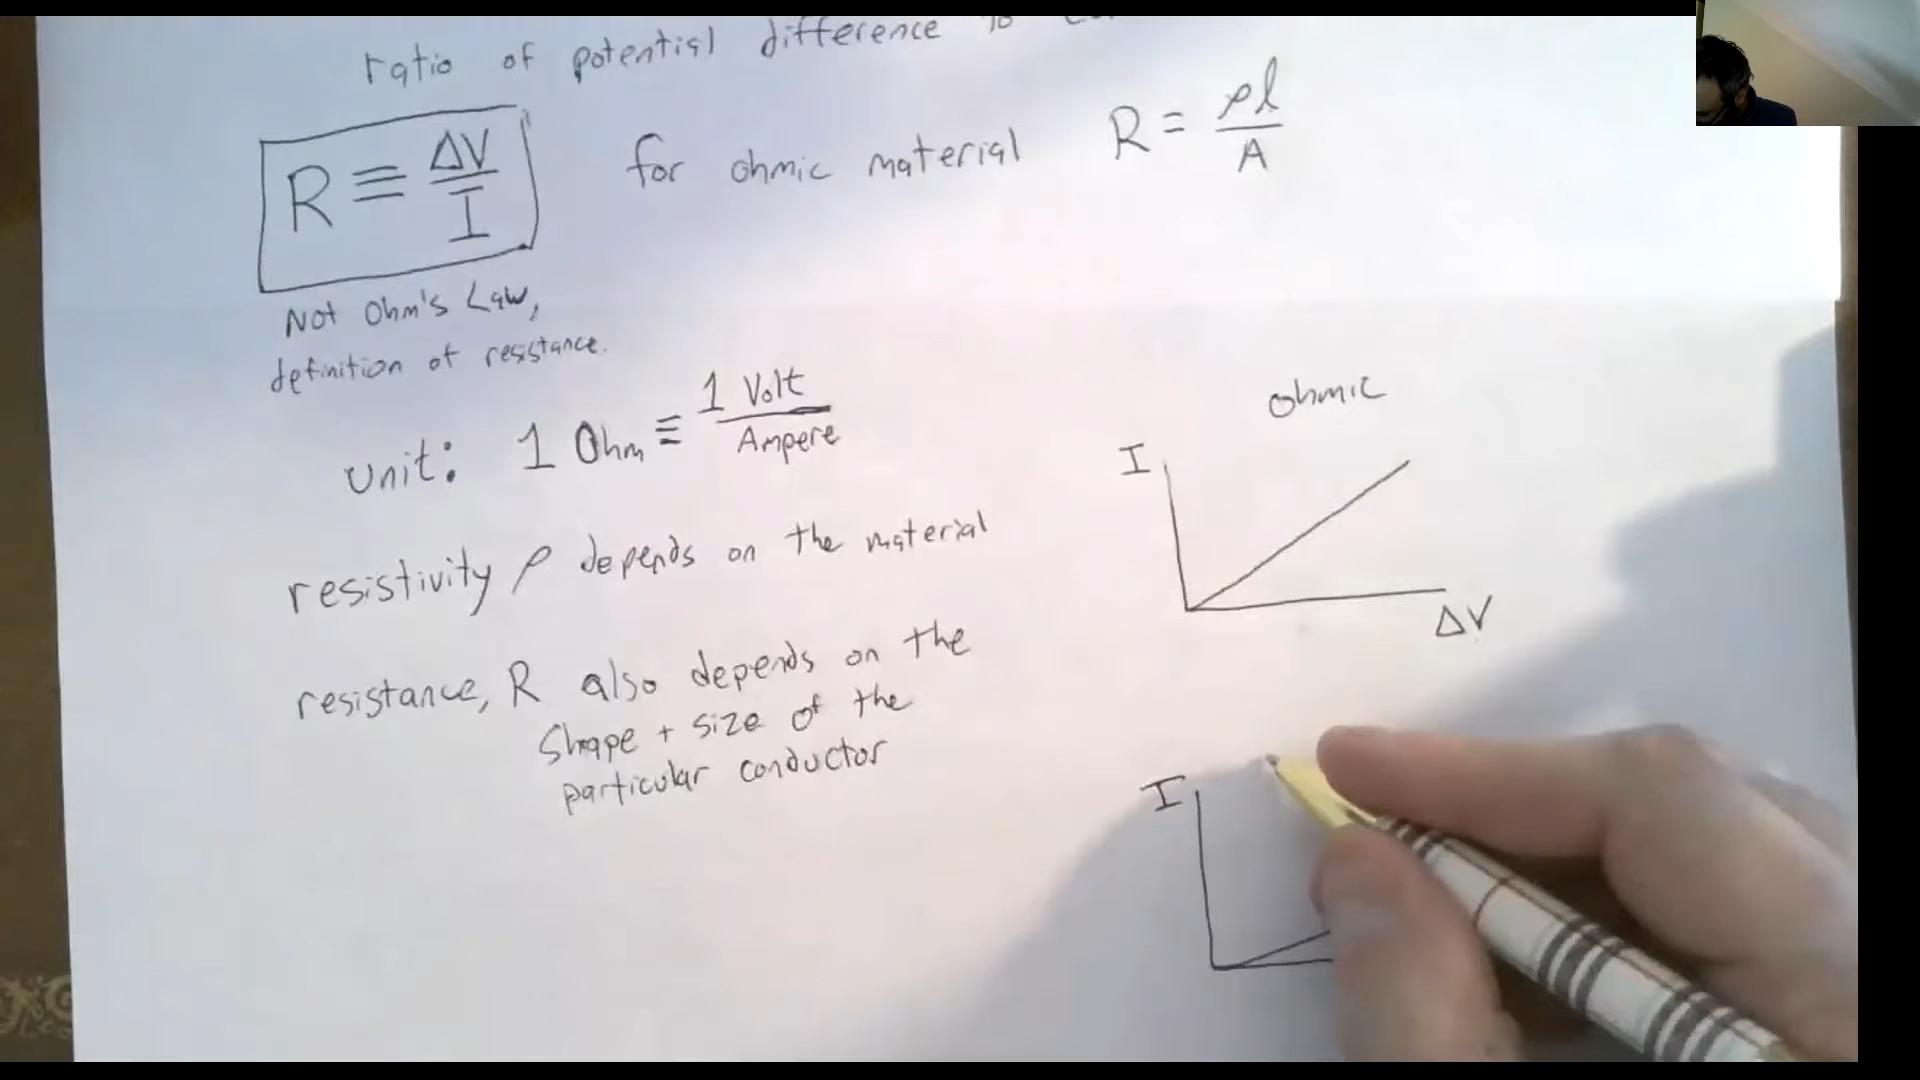 ratio of potential difference to
R ≡ ΔV / I
for ohmic material R = ρl / A
Not Ohm's Law,
definition of resistance.
unit: 1 Ohm ≡ 1 Volt / Ampere
resistivity ρ depends on the material
resistance, R also depends on the
shape + size of the
particular conductor
ohmic
I
ΔV
I